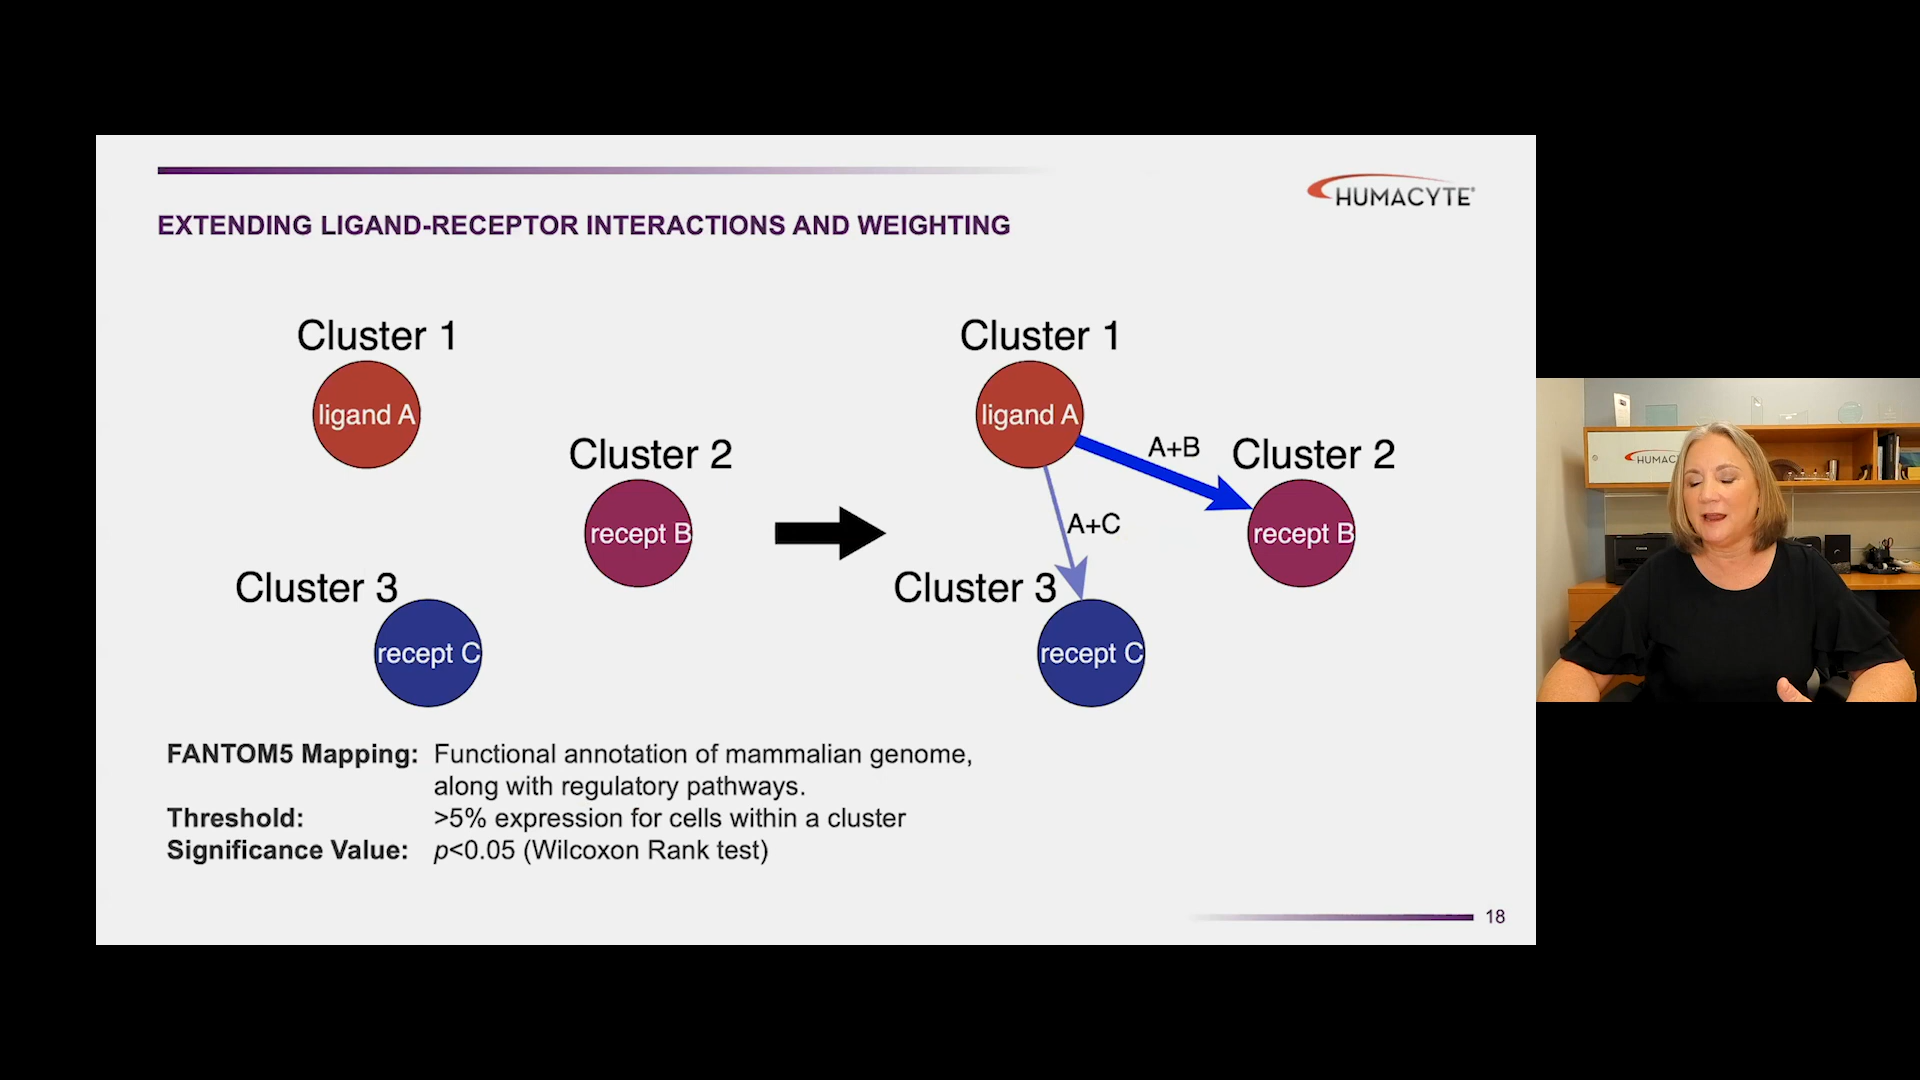 HUMACYTE
EXTENDING LIGAND-RECEPTOR INTERACTIONS AND WEIGHTING
Cluster 1
ligand A
Cluster 2
recept B
Cluster 3
recept C
Cluster 1
ligand A
A+B
Cluster 2
recept B
A+C
Cluster 3
recept C
FANTOM5 Mapping: Functional annotation of mammalian genome,
along with regulatory pathways.
Threshold: >5% expression for cells within a cluster
Significance Value: p<0.05 (Wilcoxon Rank test)
18
HUMAC